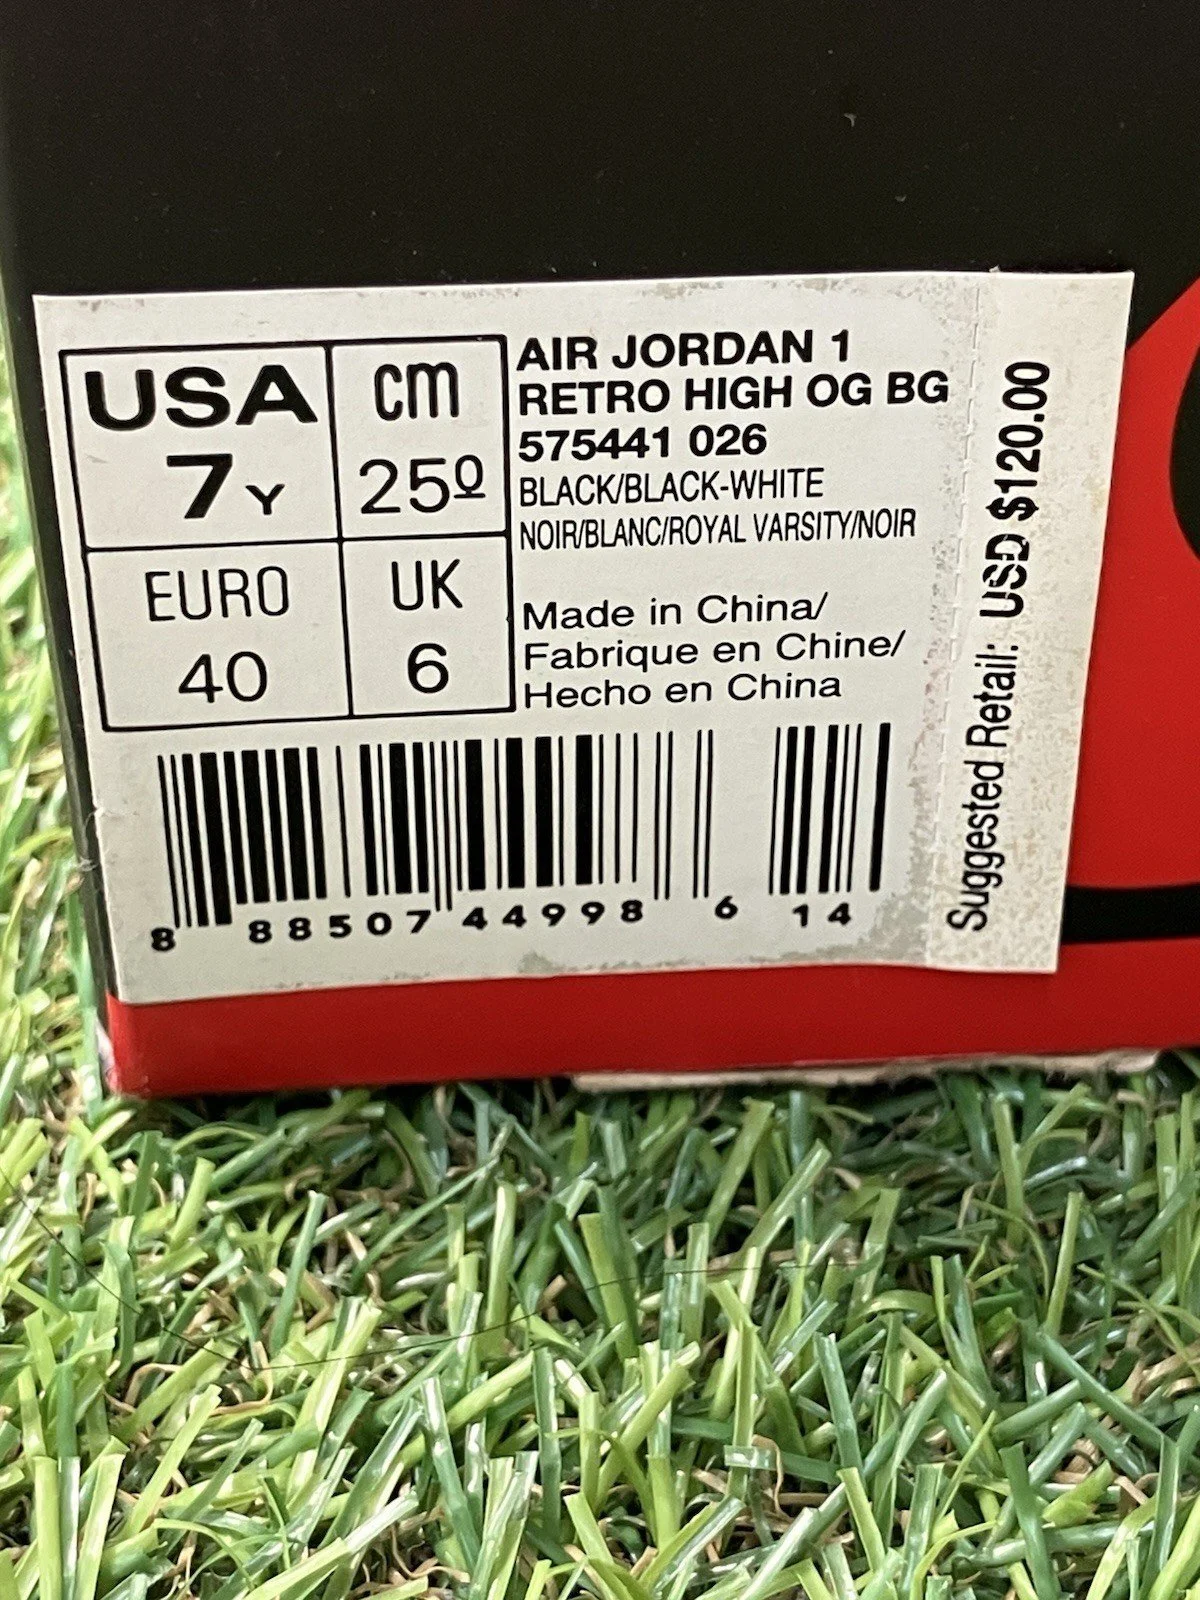 USA
7Y
cm
25º
EURO
40
UK
6
AIR JORDAN 1
RETRO HIGH OG BG
575441 026
BLACK/BLACK-WHITE
NOIR/BLANC/ROYAL VARSITY/NOIR
Made in China/
Fabrique en Chine/
Hecho en China
8 88507 44998 6 14
Suggested Retail: USD $120.00